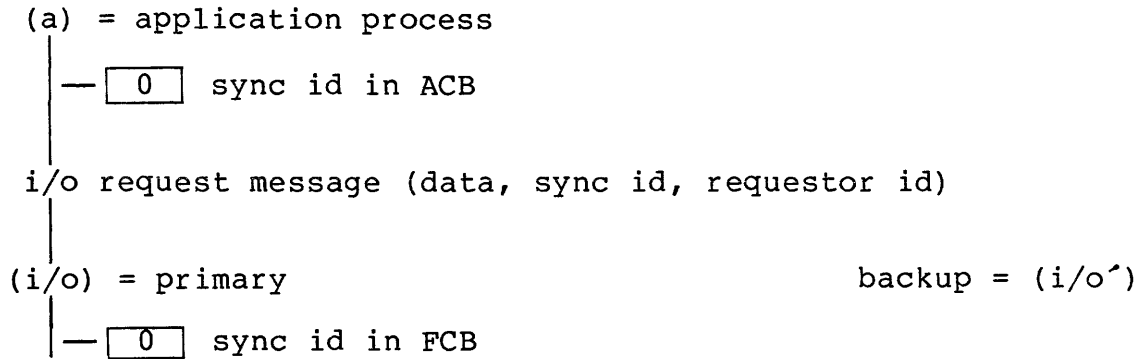 (a) = application process
0 sync id in ACB
i/o request message (data, sync id, requestor id)
(i/o) = primary backup = (i/o´)
0 sync id in FCB